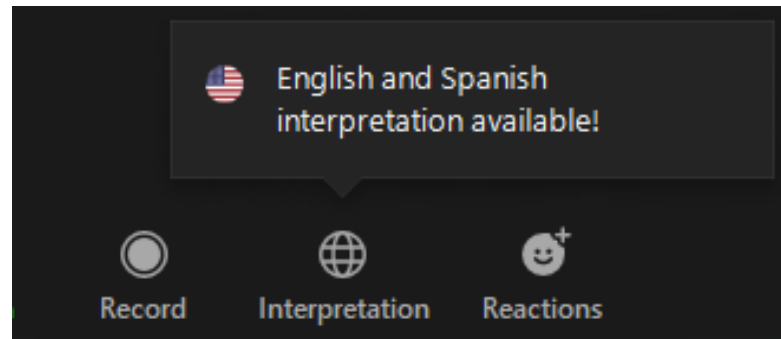 English and Spanish
interpretation available!
Record
Interpretation
Reactions